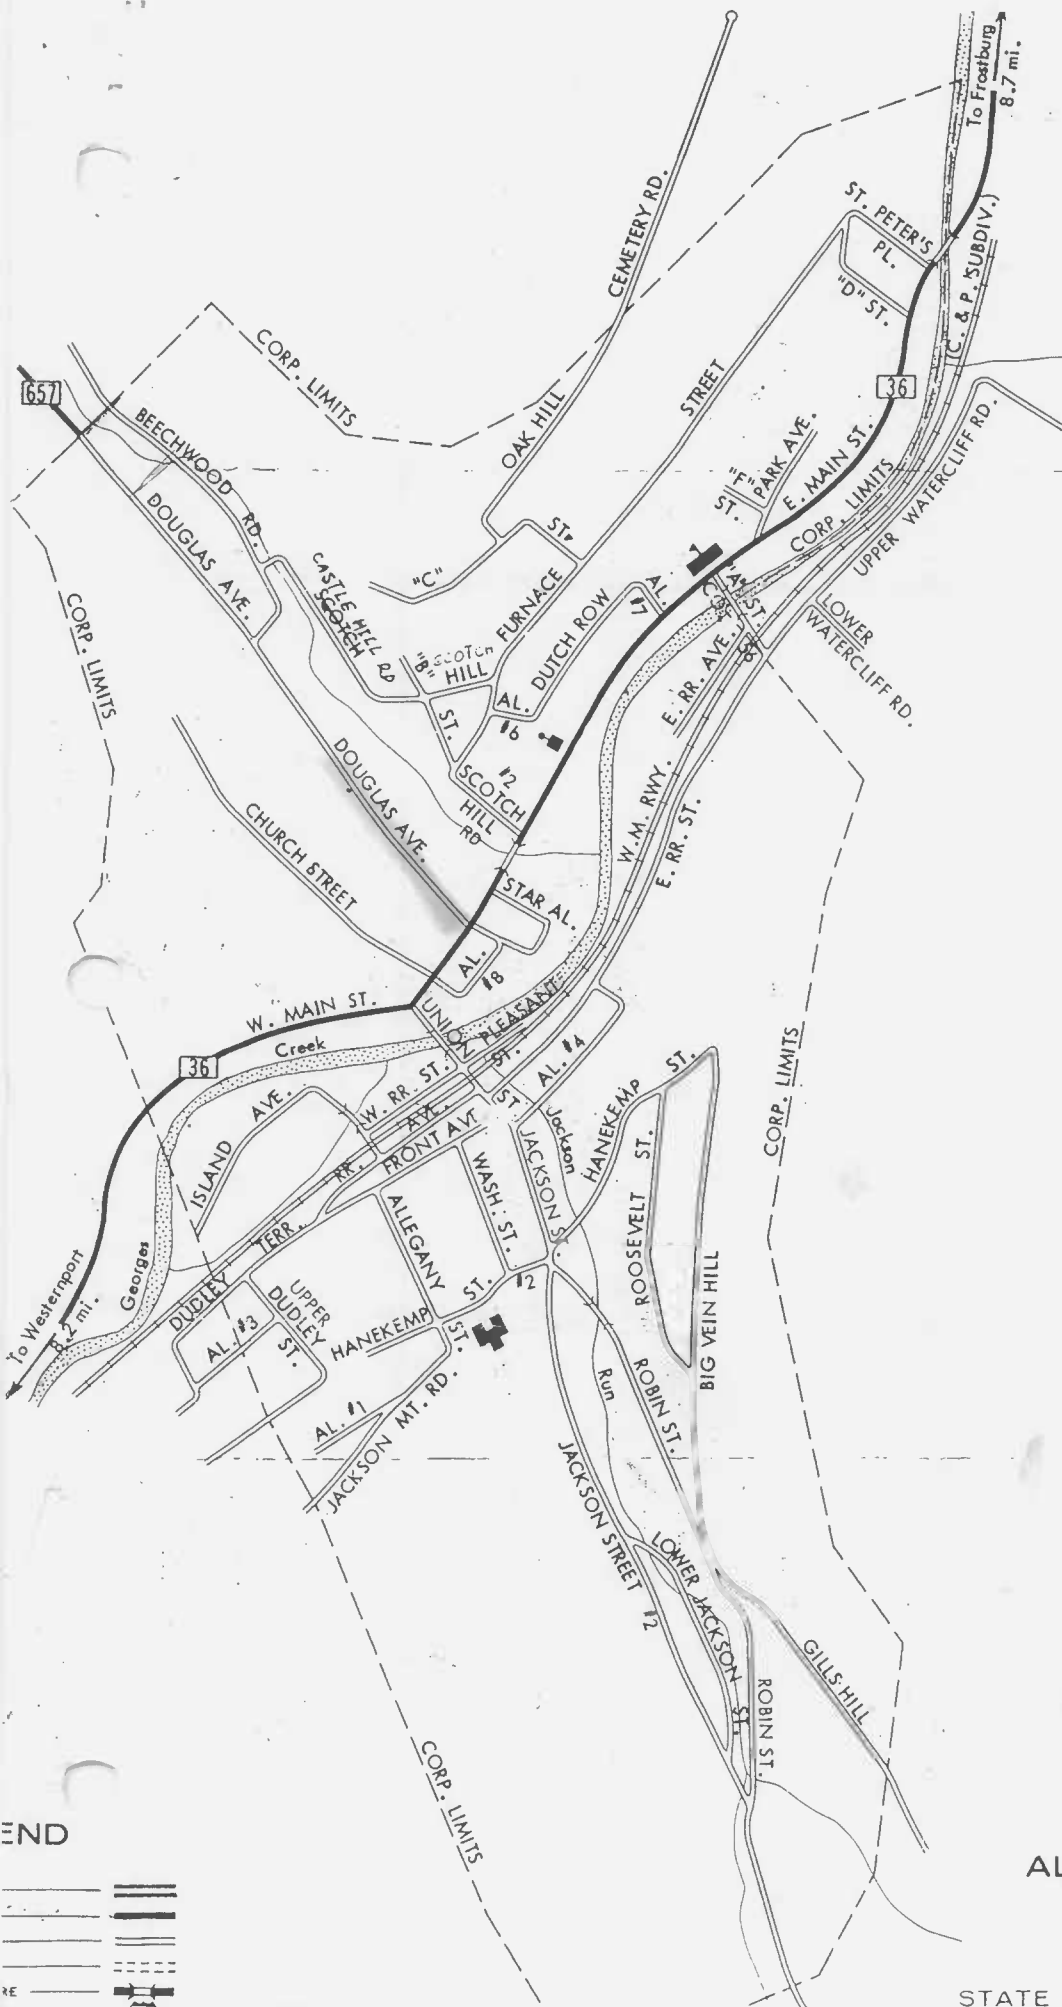 To Frostburg
8.7 mi.
CEMETERY RD.
ST. PETER'S
PL.
"D" ST.
(C. & P. SUBDIV.)
CORP. LIMITS
657
36
BEECHWOOD
RD.
OAK HILL
STREET
"F"
ST.
PARK AVE.
E. MAIN ST.
CORP. LIMITS
UPPER WATERCLIFF RD.
DOUGLAS AVE.
ST.
"C"
CASTLE HILL RD
SCOTCH
FURNACE
AL.
#7
"A" ST.
LOWER
WATERCLIFF RD.
CORP. LIMITS
"B"
SCOTCH
HILL
DUTCH ROW
E. RR. AVE.
ST.
AL.
#6
DOUGLAS AVE.
#2
SCOTCH
HILL
RD
W.M. RWY.
E. RR. ST.
CHURCH STREET
STAR AL.
AL.
#8
W. MAIN ST.
UNION
PLEASANT
ST.
Creek
36
AL. #4
ST
W. RR. ST.
AVE.
ISLAND
AVE.
RR.
FRONT AVE
Jackson
HANEKEMP
ST.
CORP. LIMITS
JACKSON S
WASH. ST.
ROOSEVELT
ST.
TERR.
ALLEGANY
To Westernport
8.2 mi.
Georges
DUDLEY
UPPER
DUDLEY
ST.
#2
ST.
BIG VEIN HILL
AL. #3
HANEKEMP
ST.
Run
ROBIN ST.
AL. #1
JACKSON MT. RD.
JACKSON STREET
#2
LOWER JACKSON
ST.
GILLS HILL
ROBIN ST.
CORP. LIMITS
END
AL
RE
STATE